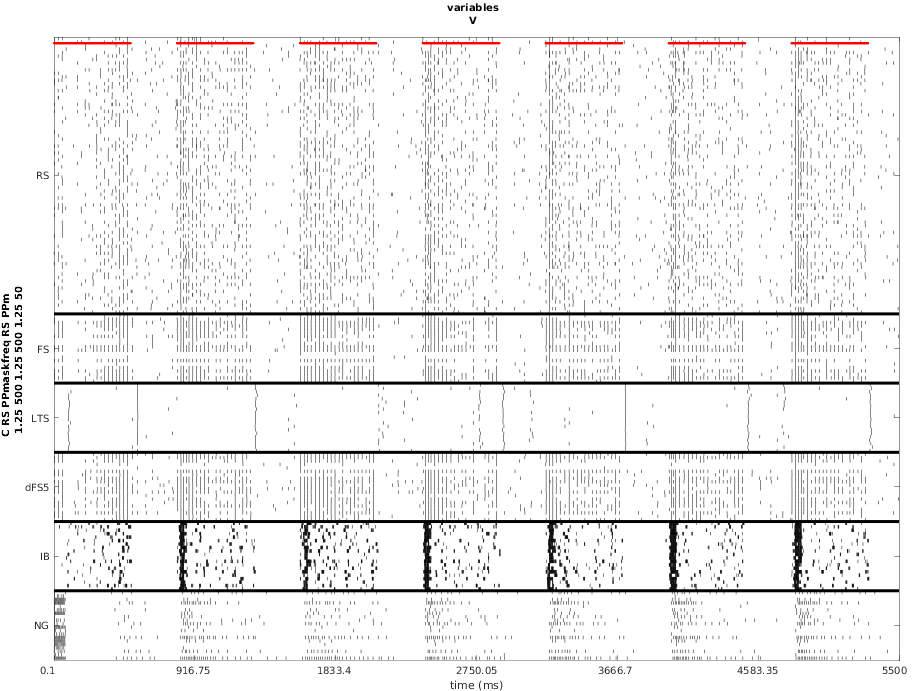 variables
V
C RS PPmaskfreq RS PPm
1.25 500 1.25 500 1.25 50
RS
FS
LTS
dFS5
IB
NG
0.1
916.75
1833.4
2750.05
3666.7
4583.35
5500
time (ms)